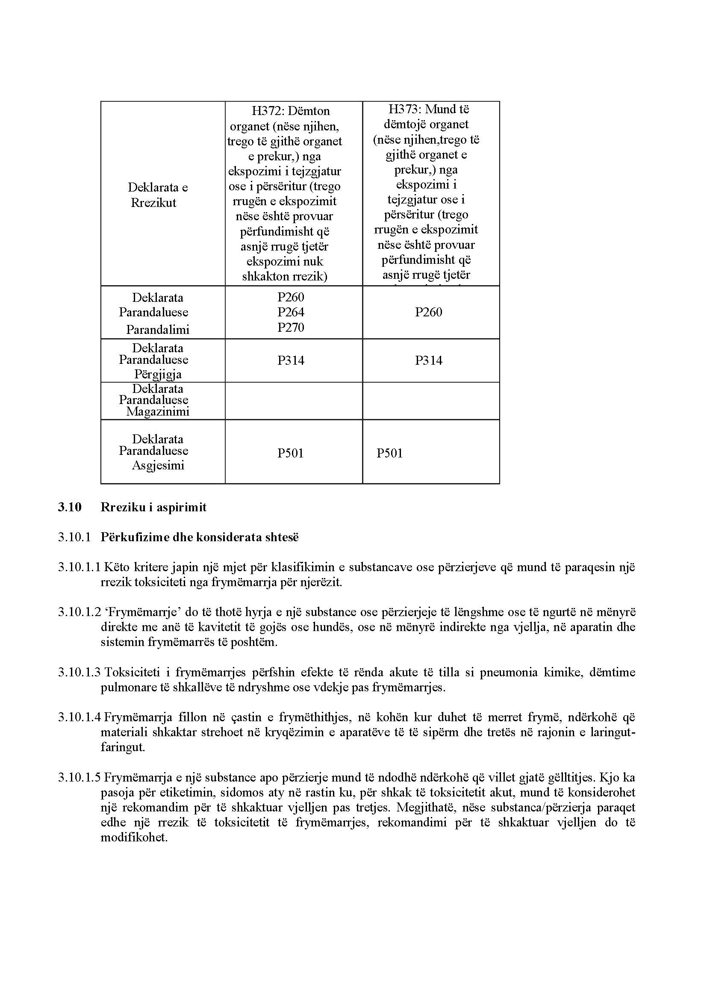 Deklarata e
Rrezikut
H372: Dëmton
organet (nëse njihen,
trego të gjithë organet
e prekur,) nga
ekspozimi i tejzgjatur
ose i përsëritur (trego
rrugën e ekspozimit
nëse është provuar
përfundimisht që
asnjë rrugë tjetër
ekspozimi nuk
shkakton rrezik)
H373: Mund të
dëmtojë organet
(nëse njihen,trego të
gjithë organet e
prekur,) nga
ekspozimi i
tejzgjatur ose i
përsëritur (trego
rrugën e ekspozimit
nëse është provuar
përfundimisht që
asnjë rrugë tjetër
Deklarata
Parandaluese
Parandalimi
P260
P264
P270
P260
Deklarata
Parandaluese
Përgjigja
P314
P314
Deklarata
Parandaluese
Magazinimi
Deklarata
Parandaluese
Asgjesimi
P501
P501
3.10 Rreziku i aspirimit
3.10.1 Përkufizime dhe konsiderata shtesë
3.10.1.1 Këto kritere japin një mjet për klasifikimin e substancave ose përzierjeve që mund të paraqesin një
rrezik toksiciteti nga frymëmarrja për njerëzit.
3.10.1.2 ‘Frymëmarrje’ do të thotë hyrja e një substance ose përzierjeje të lëngshme ose të ngurtë në mënyrë
direkte me anë të kavitetit të gojës ose hundës, ose në mënyrë indirekte nga vjellja, në aparatin dhe
sistemin frymëmarrës të poshtëm.
3.10.1.3 Toksiciteti i frymëmarrjes përfshin efekte të rënda akute të tilla si pneumonia kimike, dëmtime
pulmonare të shkallëve të ndryshme ose vdekje pas frymëmarrjes.
3.10.1.4 Frymëmarrja fillon në çastin e frymëthithjes, në kohën kur duhet të merret frymë, ndërkohë që
materiali shkaktar strehoet në kryqëzimin e aparatëve të të sipërm dhe tretës në rajonin e laringut-
faringut.
3.10.1.5 Frymëmarrja e një substance apo përzierje mund të ndodhë ndërkohë që villet gjatë gëlltitjes. Kjo ka
pasoja për etiketimin, sidomos aty në rastin ku, për shkak të toksicitetit akut, mund të konsiderohet
një rekomandim për të shkaktuar vjelljen pas tretjes. Megjithatë, nëse substanca/përzierja paraqet
edhe një rrezik të toksicitetit të frymëmarrjes, rekomandimi për të shkaktuar vjelljen do të
modifikohet.